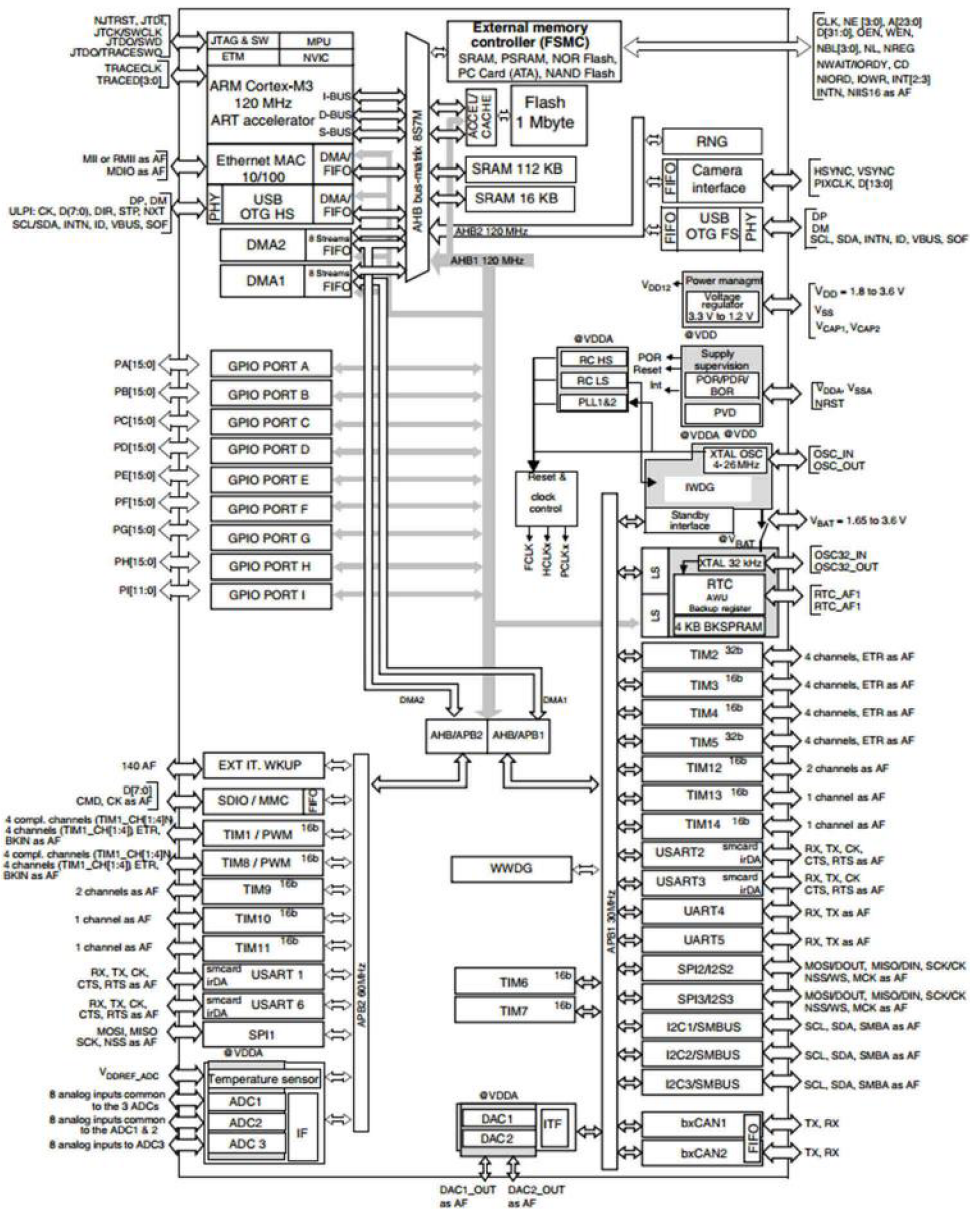 NJTRST, JTDI,
JTCK/SWCLK
JTDO/SWD
JTDO/TRACESWO
TRACECLK
TRACED[3:0]
MII or RMII as AF
MDIO as AF
DP, DM
ULPI: CK, D(7:0), DIR, STP, NXT
SCL/SDA, INTN, ID, VBUS, SOF
JTAG & SW
MPU
ETM
NVIC
ARM Cortex-M3
120 MHz
ART accelerator
I-BUS
D-BUS
S-BUS
Ethernet MAC
10/100
DMA/
FIFO
PHY
USB
OTG HS
DMA/
FIFO
DMA2
8 Streams
FIFO
DMA1
8 Streams
FIFO
AHB bus-matrix 8S7M
External memory
controller (FSMC)
SRAM, PSRAM, NOR Flash,
PC Card (ATA), NAND Flash
CLK, NE [3:0], A[23:0]
D[31:0], OEN, WEN,
NBL[3:0], NL, NREG
NWAIT/IORDY, CD
NIORD, IOWR, INT[2:3]
INTN, NIIS16 as AF
ACCEL/
CACHE
Flash
1 Mbyte
SRAM 112 KB
SRAM 16 KB
AHB2 120 MHz
AHB1 120 MHz
RNG
FIFO
Camera
interface
HSYNC, VSYNC
PIXCLK, D[13:0]
FIFO
USB
OTG FS
PHY
DP
DM
SCL, SDA, INTN, ID, VBUS, SOF
VDD12
Power managmt
Voltage
regulator
3.3 V to 1.2 V
@VDD
VDD = 1.8 to 3.6 V
VSS
VCAP1, VCAP2
@VDDA
RC HS
RC LS
PLL1&2
POR
Reset
Int
Supply
supervision
POR/PDR/
BOR
PVD
VDDA, VSSA
NRST
@VDDA
@VDD
XTAL OSC
4-26MHz
OSC_IN
OSC_OUT
IWDG
Reset &
clock
control
FCLK
HCLKx
PCLKx
Standby
interface
VBAT = 1.65 to 3.6 V
@VBAT
LS
LS
XTAL 32 kHz
OSC32_IN
OSC32_OUT
RTC
AWU
Backup register
RTC_AF1
RTC_AF1
4 KB BKSPRAM
PA[15:0]
GPIO PORT A
PB[15:0]
GPIO PORT B
PC[15:0]
GPIO PORT C
PD[15:0]
GPIO PORT D
PE[15:0]
GPIO PORT E
PF[15:0]
GPIO PORT F
PG[15:0]
GPIO PORT G
PH[15:0]
GPIO PORT H
PI[11:0]
GPIO PORT I
DMA2
DMA1
AHB/APB2
AHB/APB1
140 AF
EXT IT. WKUP
D[7:0]
CMD, CK as AF
SDIO / MMC
FIFO
4 compl. channels (TIM1_CH[1:4]N
4 channels (TIM1_CH[1:4]) ETR,
BKIN as AF
TIM1 / PWM
16b
4 compl. channels (TIM1_CH[1:4]N
4 channels (TIM1_CH[1:4]) ETR,
BKIN as AF
TIM8 / PWM
16b
2 channels as AF
TIM9
16b
1 channel as AF
TIM10
16b
1 channel as AF
TIM11
16b
RX, TX, CK,
CTS, RTS as AF
smcard
irDA
USART 1
RX, TX, CK,
CTS, RTS as AF
smcard
irDA
USART 6
MOSI, MISO
SCK, NSS as AF
SPI1
@VDDA
VDDREF_ADC
Temperature sensor
8 analog inputs common
to the 3 ADCs
ADC1
8 analog inputs common
to the ADC1 & 2
ADC2
8 analog inputs to ADC3
ADC 3
IF
APB2 60MHz
WWDG
TIM6
16b
TIM7
16b
@VDDA
DAC1
DAC2
ITF
DAC1_OUT
as AF
DAC2_OUT
as AF
APB1 30MHz
TIM2
32b
4 channels, ETR as AF
TIM3
16b
4 channels, ETR as AF
TIM4
16b
4 channels, ETR as AF
TIM5
32b
4 channels, ETR as AF
TIM12
16b
2 channels as AF
TIM13
16b
1 channel as AF
TIM14
16b
1 channel as AF
USART2
smcard
irDA
RX, TX, CK,
CTS, RTS as AF
USART3
smcard
irDA
RX, TX, CK
CTS, RTS as AF
UART4
RX, TX as AF
UART5
RX, TX as AF
SPI2/I2S2
MOSI/DOUT, MISO/DIN, SCK/CK
NSS/WS, MCK as AF
SPI3/I2S3
MOSI/DOUT, MISO/DIN, SCK/CK
NSS/WS, MCK as AF
I2C1/SMBUS
SCL, SDA, SMBA as AF
I2C2/SMBUS
SCL, SDA, SMBA as AF
I2C3/SMBUS
SCL, SDA, SMBA as AF
bxCAN1
TX, RX
bxCAN2
FIFO
TX, RX